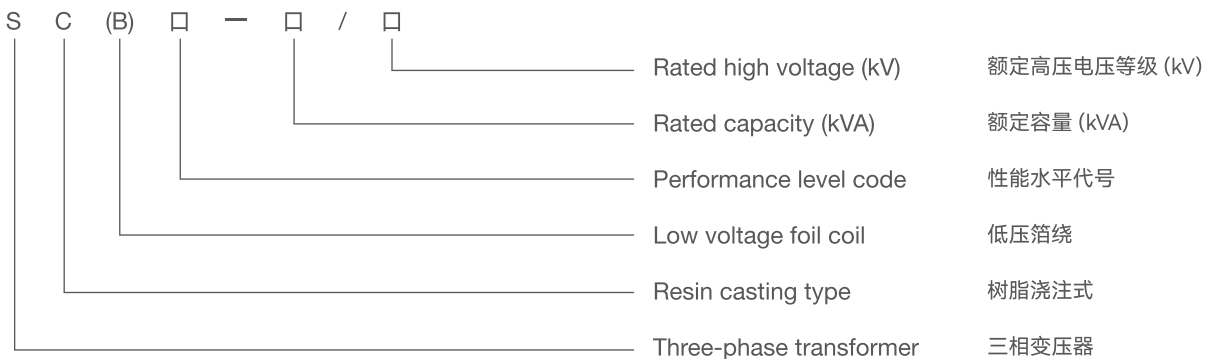 S C (B) 口 — 口 / 口
Rated high voltage (kV) 额定高压电压等级 (kV)
Rated capacity (kVA) 额定容量 (kVA)
Performance level code 性能水平代号
Low voltage foil coil 低压箔绕
Resin casting type 树脂浇注式
Three-phase transformer 三相变压器